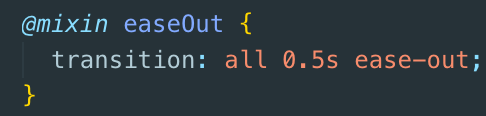 @mixin easeOut {
  transition: all 0.5s ease-out;
}